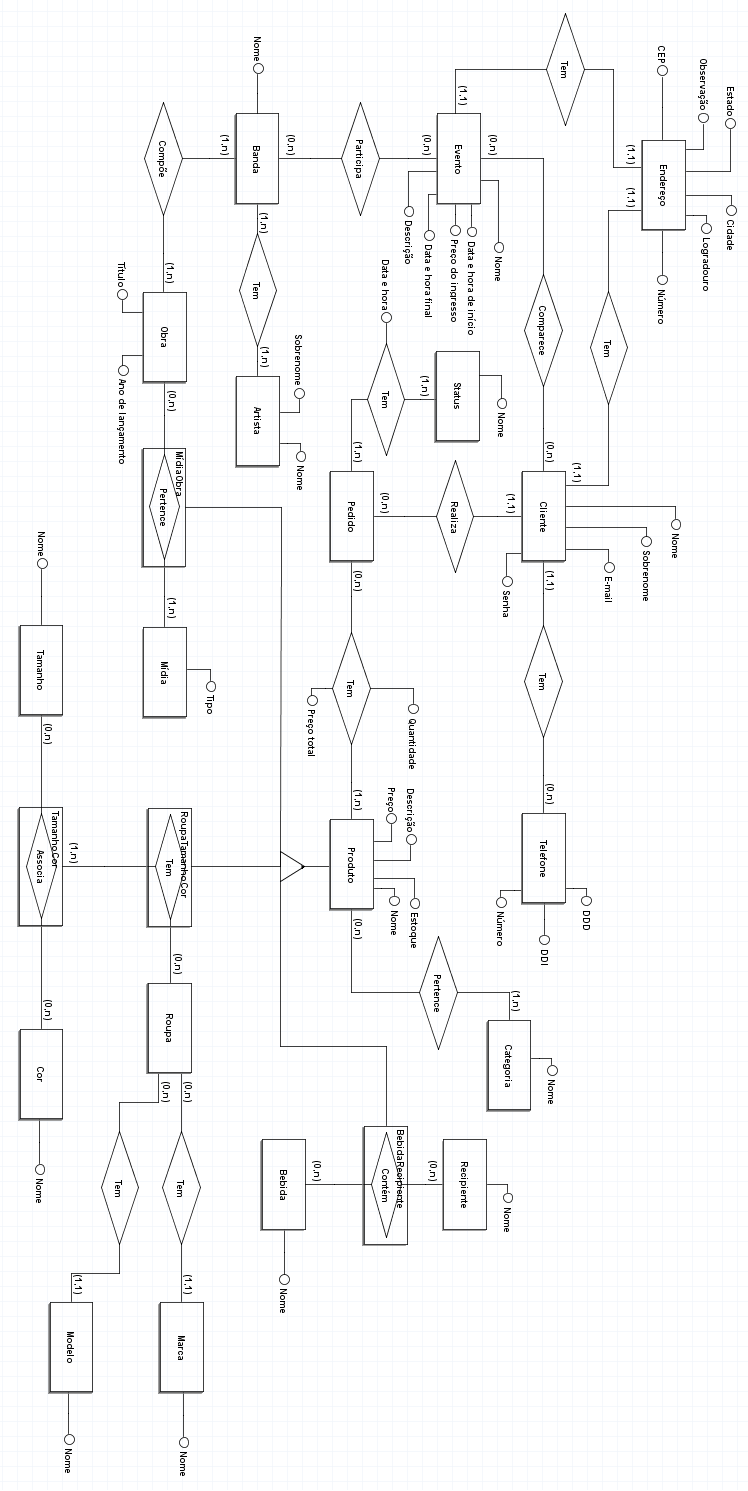 Estado
Cidade
Observação
Logradouro
CEP
Endereço
Número
(1,1)
(1,1)
Nome
Sobrenome
E-mail
Senha
Tem
Tem
(1,1)
Cliente
(1,1)
(1,1)
Tem
(0,n)
Telefone
DDD
DDI
Número
Comparece
(0,n)
(0,n)
(1,1)
Evento
(0,n)
Nome
Data e hora de início
Preço do ingresso
Data e hora final
Descrição
Status
Nome
(1,n)
Realiza
Participa
(0,n)
Data e hora
Tem
(1,n)
Pedido
(0,n)
(0,n)
Tem
Quantidade
Preço total
(1,n)
Produto
Descrição
Preço
Estoque
Nome
(0,n)
Pertence
(1,n)
Categoria
Nome
Recipiente
Nome
(0,n)
BebidaRecipiente
Contém
(0,n)
Bebida
Nome
Nome
Banda
(1,n)
(1,n)
Tem
(1,n)
Artista
Sobrenome
Nome
Compõe
(1,n)
Obra
Título
Ano de lançamento
(0,n)
MídiaObra
Pertence
(1,n)
Mídia
Tipo
RoupaTamanhoCor
Tem
(0,n)
Roupa
(0,n)
(0,n)
Tem
(1,1)
Marca
Nome
Tem
(1,1)
Modelo
Nome
(1,n)
Nome
Tamanho
(0,n)
TamanhoCor
Associa
(0,n)
Cor
Nome